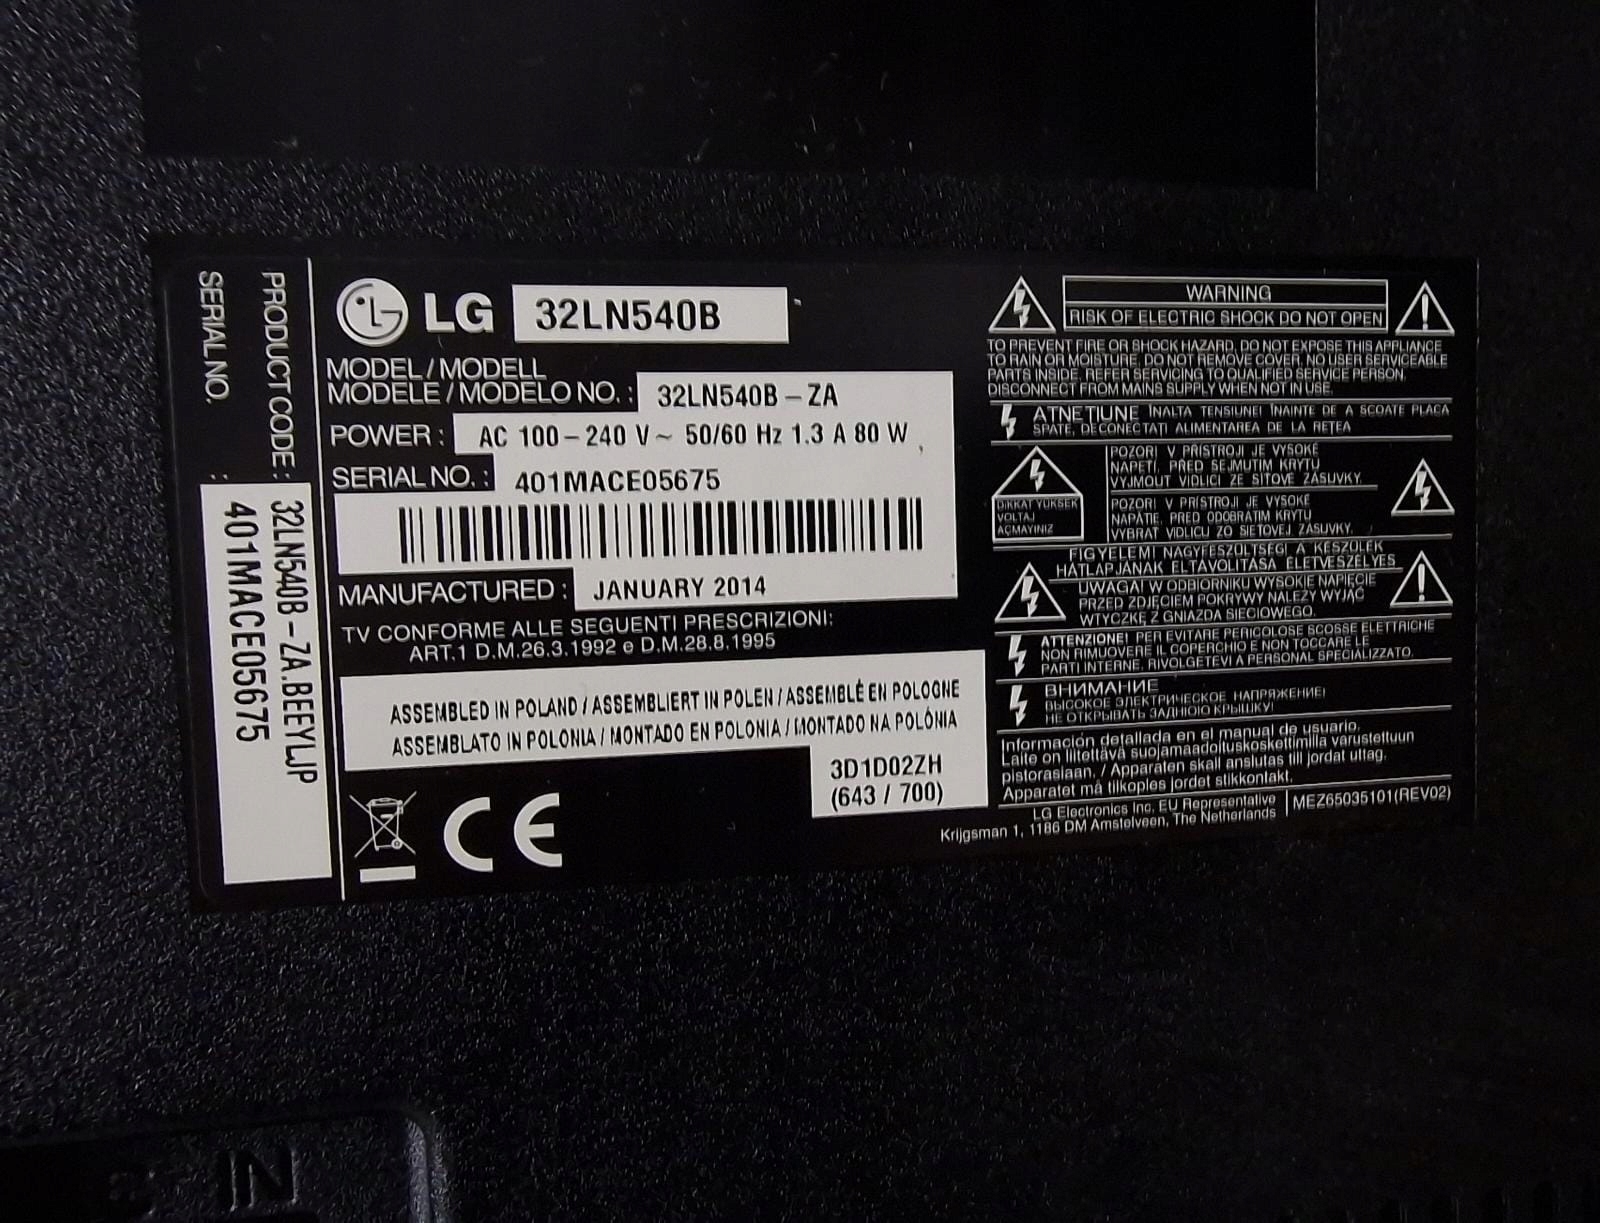 LG 32LN540B
MODEL / MODELL
MODÈLE / MODELO NO. : 32LN540B – ZA
POWER : AC 100 – 240 V ~ 50/60 Hz 1.3 A 80 W
SERIAL NO. : 401MACE05675
MANUFACTURED : JANUARY 2014
TV CONFORME ALLE SEGUENTI PRESCRIZIONI:
ART.1 D.M.26.3.1992 e D.M.28.8.1995
ASSEMBLED IN POLAND / ASSEMBLIERT IN POLEN / ASSEMBLÉ EN POLOGNE
ASSEMBLATO IN POLONIA / MONTADO EN POLONIA / MONTADO NA POLÓNIA
3D1D02ZH
(643 / 700)
CE
PRODUCT CODE : 32LN540B – ZA.BEEYLJP
SERIAL NO. : 401MACE05675
WARNING
RISK OF ELECTRIC SHOCK DO NOT OPEN
TO PREVENT FIRE OR SHOCK HAZARD, DO NOT EXPOSE THIS APPLIANCE
TO RAIN OR MOISTURE. DO NOT REMOVE COVER. NO USER SERVICEABLE
PARTS INSIDE. REFER SERVICING TO QUALIFIED SERVICE PERSON.
DISCONNECT FROM MAINS SUPPLY WHEN NOT IN USE.
ATNEȚIUNE ÎNALTA TENSIUNE! ÎNAINTE DE A SCOATE PLACA
SPATE, DECONECTAȚI ALIMENTAREA DE LA REȚEA
DİKKAT YÜKSEK
VOLTAJ
AÇMAYINIZ
POZOR! V PŘÍSTROJI JE VYSOKÉ
NAPĚTÍ. PŘED SEJMUTÍM KRYTU
VYJMOUT VIDLICI ZE SÍŤOVÉ ZÁSUVKY.
POZOR! V PRÍSTROJI JE VYSOKÉ
NAPÄTIE, PRED ODOBRATÍM KRYTU
VYBRAŤ VIDLICU ZO SIEŤOVEJ ZÁSUVKY.
FIGYELEM! NAGYFESZÜLTSÉG! A KÉSZÜLÉK
HÁTLAPJÁNAK ELTÁVOLÍTÁSA ÉLETVESZÉLYES
UWAGA! W ODBIORNIKU WYSOKIE NAPIĘCIE
PRZED ZDJĘCIEM POKRYWY NALEŻY WYJĄĆ
WTYCZKĘ Z GNIAZDA SIECIOWEGO.
ATTENZIONE! PER EVITARE PERICOLOSE SCOSSE ELETTRICHE
NON RIMUOVERE IL COPERCHIO E NON TOCCARE LE
PARTI INTERNE. RIVOLGETEVI A PERSONAL SPECIALIZZATO.
ВНИМАНИЕ
ВЫСОКОЕ ЭЛЕКТРИЧЕСКОЕ НАПРЯЖЕНИЕ!
НЕ ОТКРЫВАТЬ ЗАДНЮЮ КРЫШКУ!
Información detallada en el manual de usuario.
Laite on liitettävä suojamaadoituskoskettimilla varustettuun
pistorasiaan. / Apparaten skall anslutas till jordat uttag.
Apparatet må tilkoples jordet stikkontakt.
LG Electronics Inc. EU Representative
Krijgsman 1, 1186 DM Amstelveen, The Netherlands
MEZ65035101(REV02)
IN